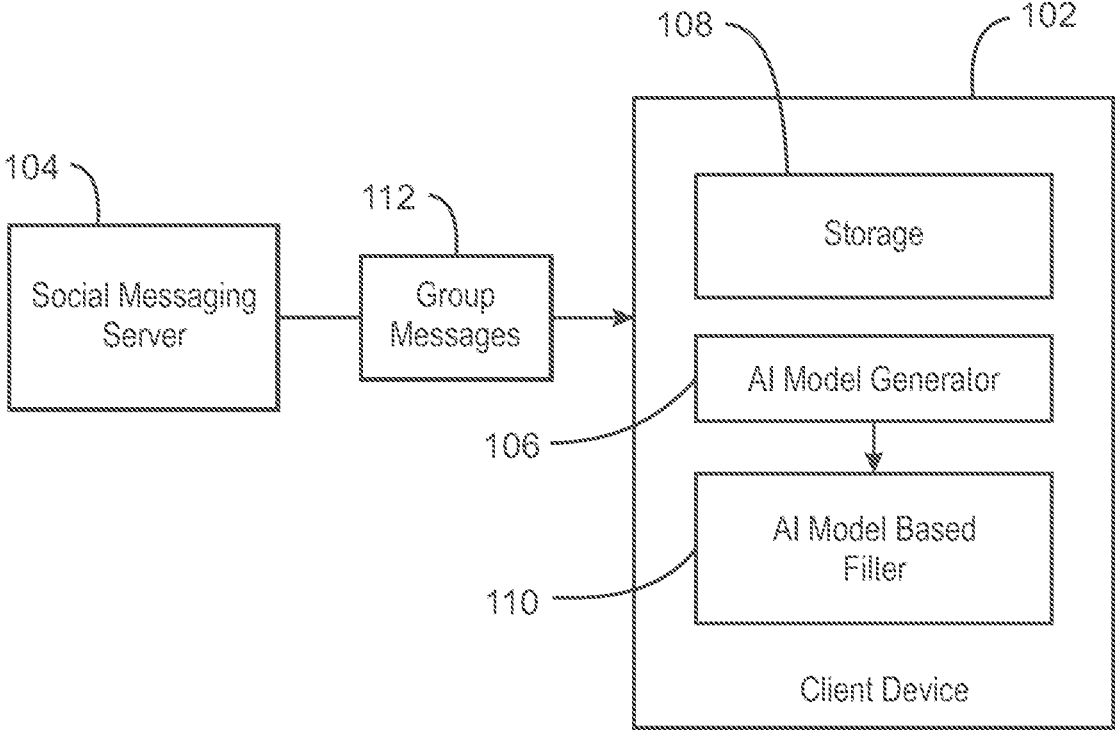 102
108
104
112
Storage
Social Messaging
Server
Group
Messages
AI Model Generator
106
AI Model Based
Filter
110
Client Device